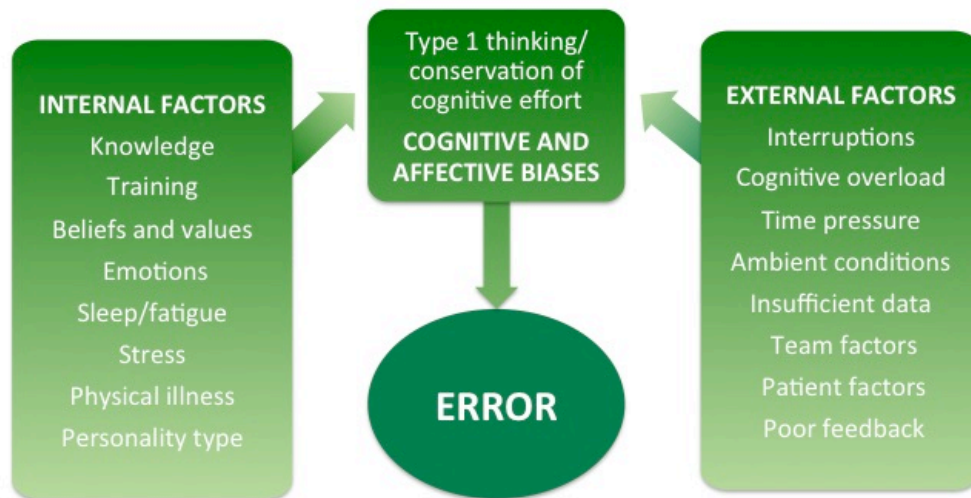 INTERNAL FACTORS
Knowledge
Training
Beliefs and values
Emotions
Sleep/fatigue
Stress
Physical illness
Personality type
Type 1 thinking/
conservation of
cognitive effort
COGNITIVE AND
AFFECTIVE BIASES
ERROR
EXTERNAL FACTORS
Interruptions
Cognitive overload
Time pressure
Ambient conditions
Insufficient data
Team factors
Patient factors
Poor feedback